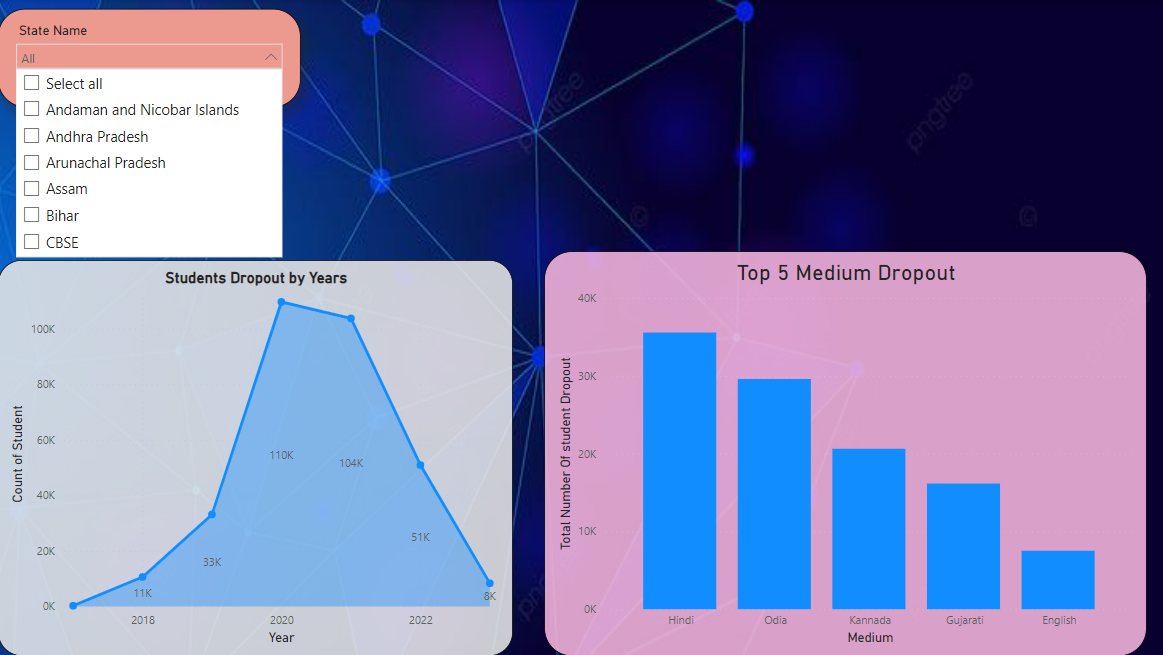 State Name
All
Select all
Andaman and Nicobar Islands
Andhra Pradesh
Arunachal Pradesh
Assam
Bihar
CBSE
pngtree
pngtree
©
©
Students Dropout by Years
Count of Student
100K
80K
60K
40K
20K
0K
11K
33K
110K
104K
51K
8K
2018
2020
2022
Year
Top 5 Medium Dropout
Total Number Of student Dropout
40K
30K
20K
10K
0K
Hindi
Odia
Kannada
Gujarati
English
Medium